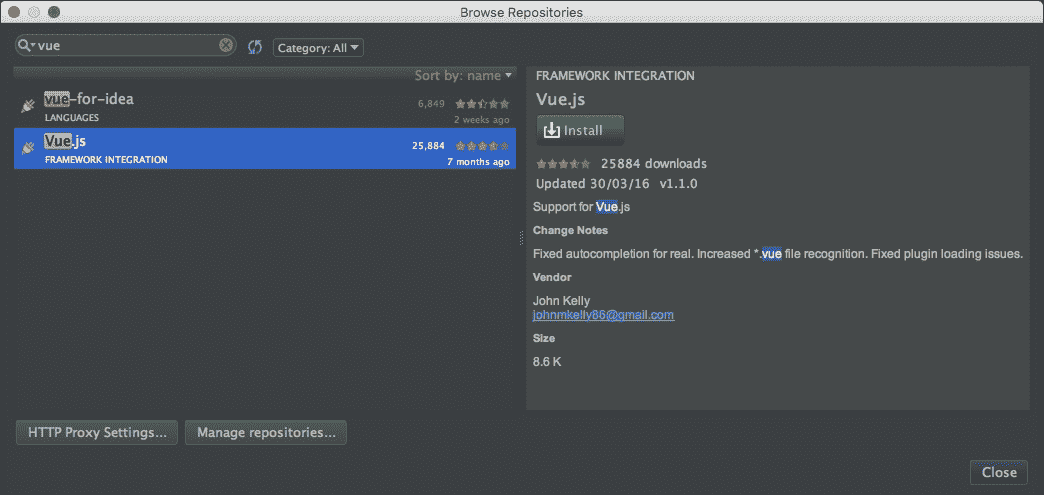 Browse Repositories
vue
Category: All
Sort by: name
vue-for-idea
6,849
LANGUAGES
2 weeks ago
Vue.js
25,884
FRAMEWORK INTEGRATION
7 months ago
FRAMEWORK INTEGRATION
Vue.js
Install
25884 downloads
Updated 30/03/16 v1.1.0
Support for Vue.js
Change Notes
Fixed autocompletion for real. Increased *.vue file recognition. Fixed plugin loading issues.
Vendor
John Kelly
johnmkelly86@gmail.com
Size
8.6 K
HTTP Proxy Settings...
Manage repositories...
Close